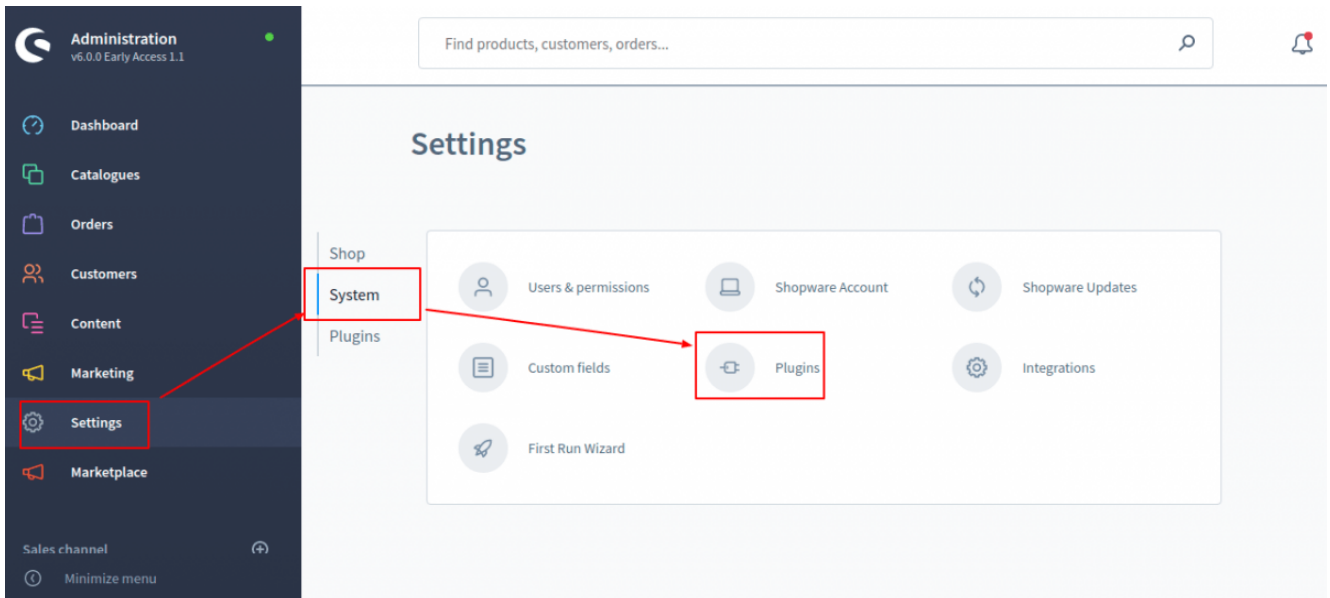 Administration
v6.0.0 Early Access 1.1
Find products, customers, orders...
Dashboard
Catalogues
Orders
Customers
Content
Marketing
Settings
Marketplace
Sales channel
Minimize menu
Settings
Shop
System
Plugins
Users & permissions
Shopware Account
Shopware Updates
Custom fields
Plugins
Integrations
First Run Wizard